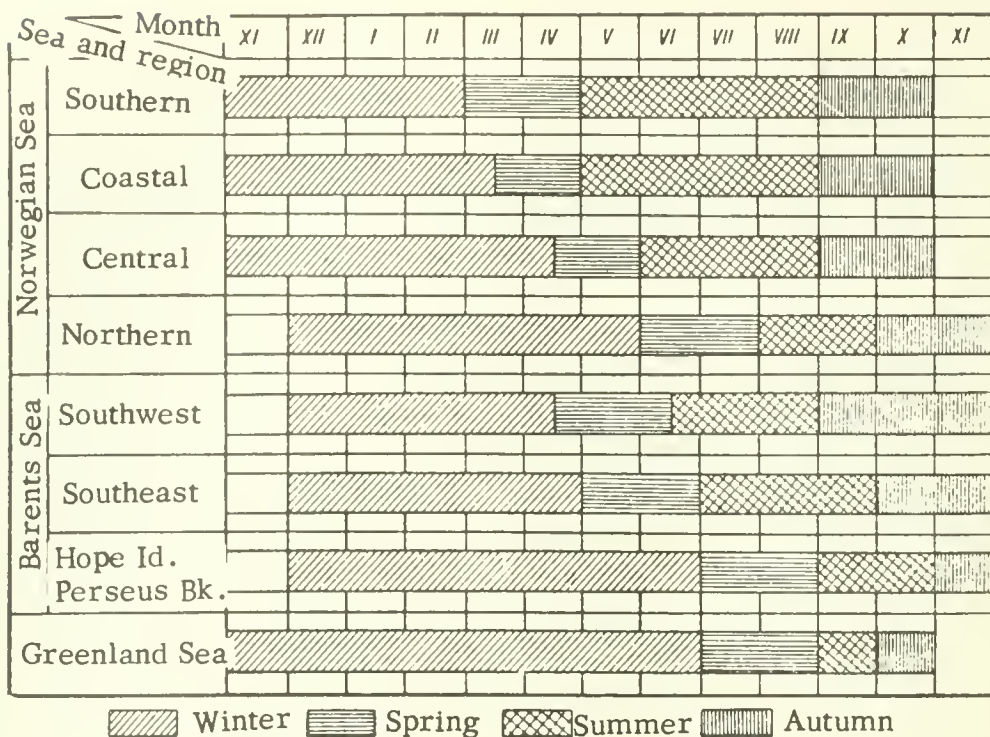 Month
Sea and region
XI XII I II III IV V VI VII VIII IX X XI
Norwegian Sea
Southern
Coastal
Central
Northern
Barents Sea
Southwest
Southeast
Hope Id.
Perseus Bk.
Greenland Sea
Winter Spring Summer Autumn